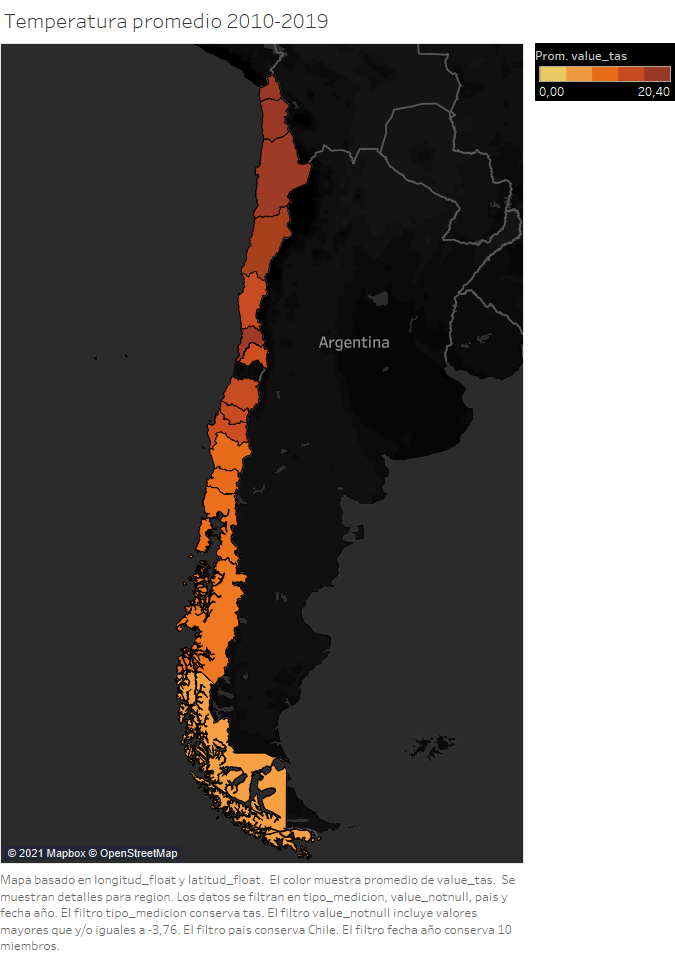 Temperatura promedio 2010-2019
Prom. value_tas
0,00 20,40
Argentina
© 2021 Mapbox © OpenStreetMap
Mapa basado en longitud_float y latitud_float. El color muestra promedio de value_tas. Se
muestran detalles para region. Los datos se filtran en tipo_medicion, value_notnull, pais y
fecha año. El filtro tipo_medicion conserva tas. El filtro value_notnull incluye valores
mayores que y/o iguales a -3,76. El filtro pais conserva Chile. El filtro fecha año conserva 10
miembros.